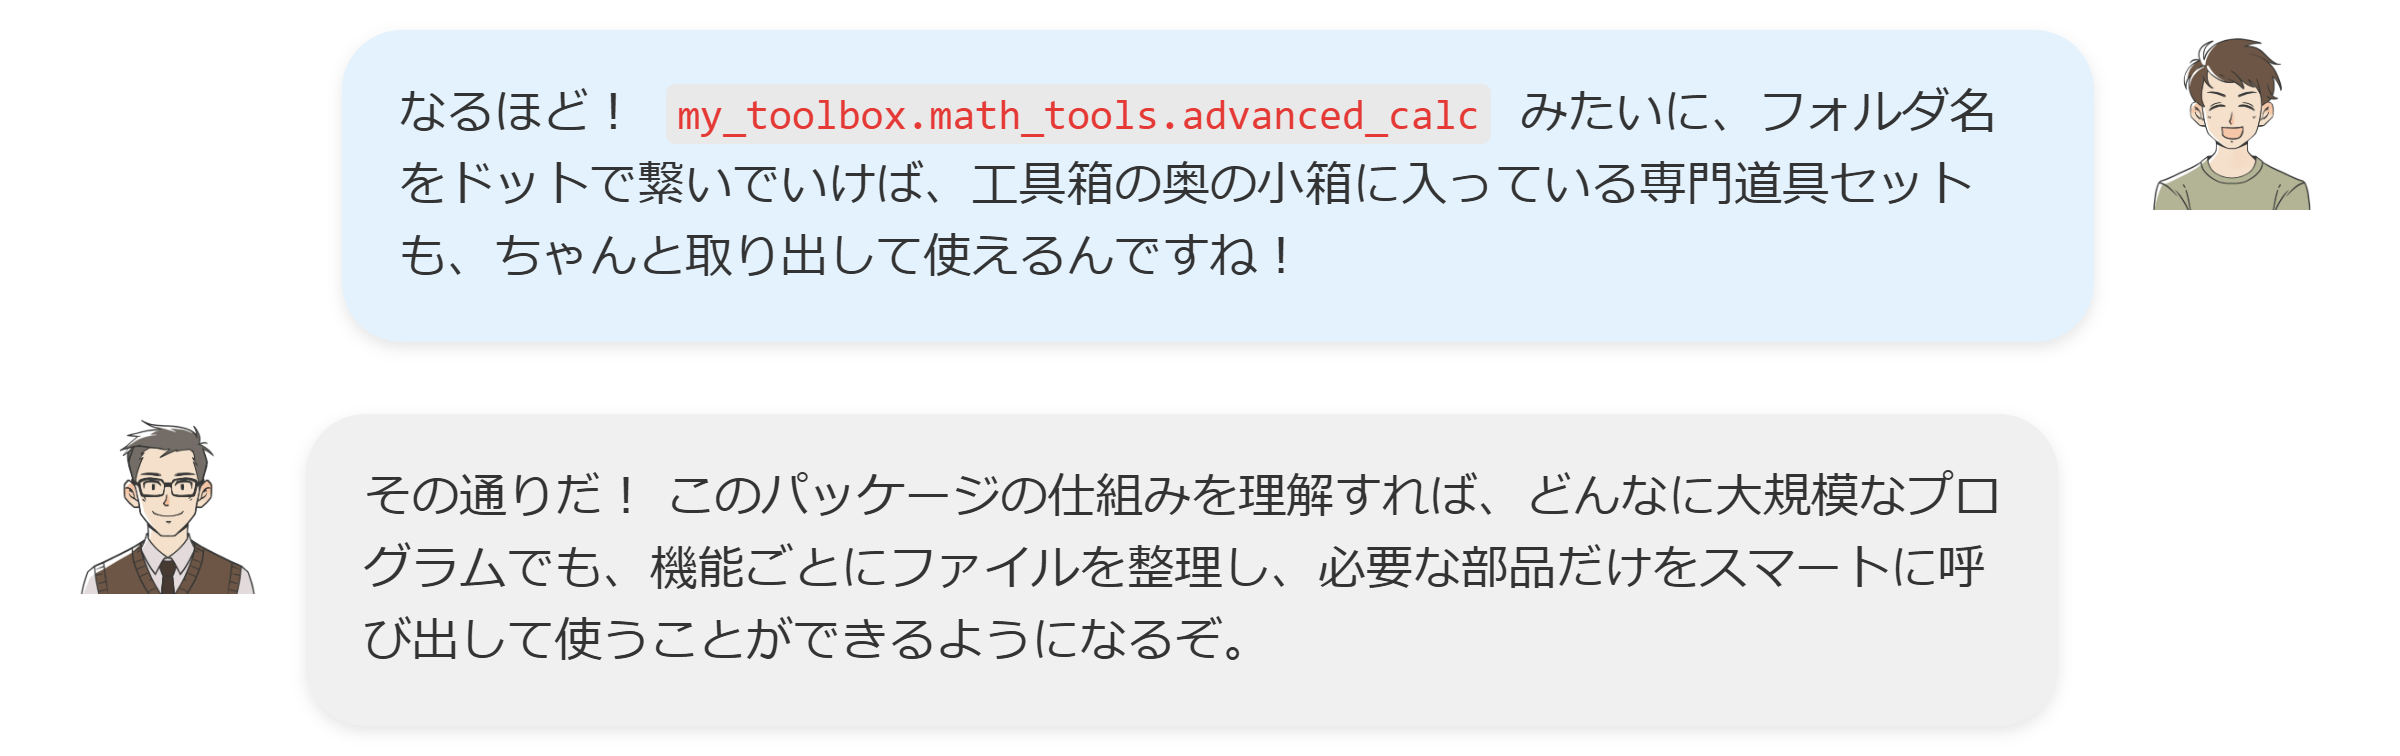 なるほど！ my_toolbox.math_tools.advanced_calc みたいに、フォルダ名
をドットで繋いでいけば、工具箱の奥の小箱に入っている専門道具セット
も、ちゃんと取り出して使えるんですね！
その通りだ！ このパッケージの仕組みを理解すれば、どんなに大規模なプロ
グラムでも、機能ごとにファイルを整理し、必要な部品だけをスマートに呼
び出して使うことができるようになるぞ。